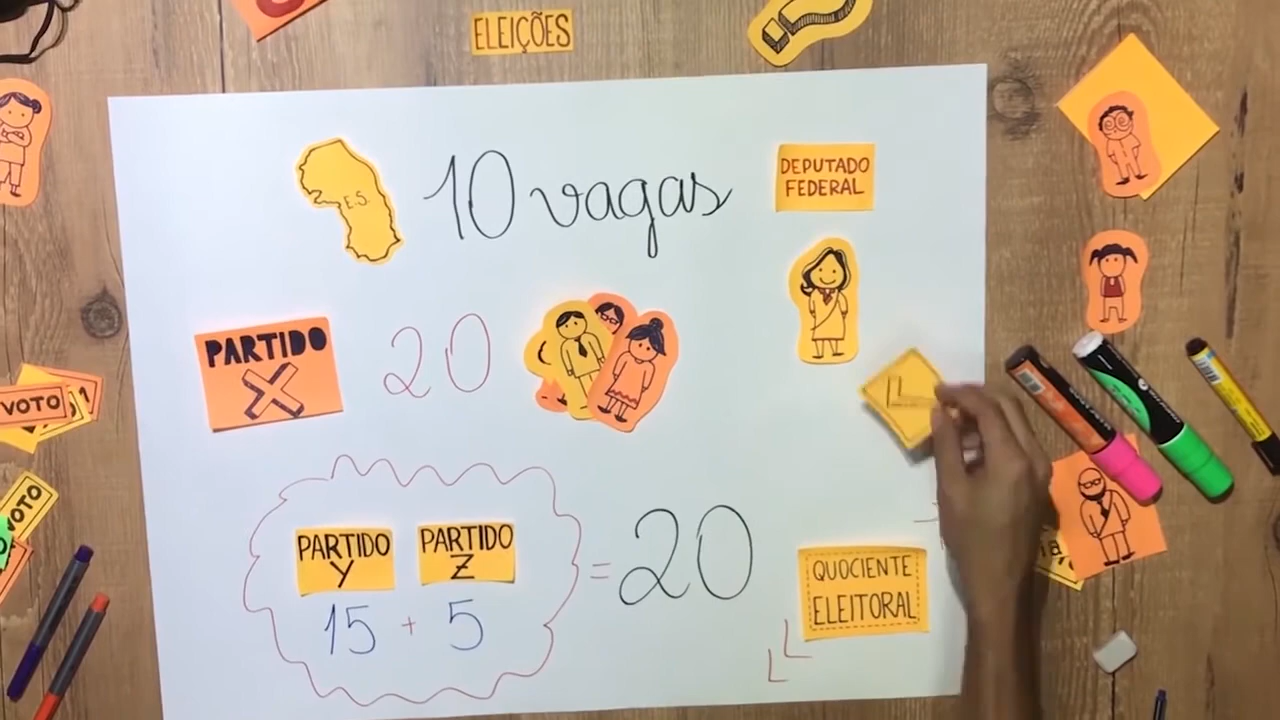 ELEIÇÕES
E.S.
10 vagas
DEPUTADO
FEDERAL
PARTIDO
X
20
PARTIDO
Y
PARTIDO
Z
15 + 5
= 20
QUOCIENTE
ELEITORAL
VOTO
VOTO